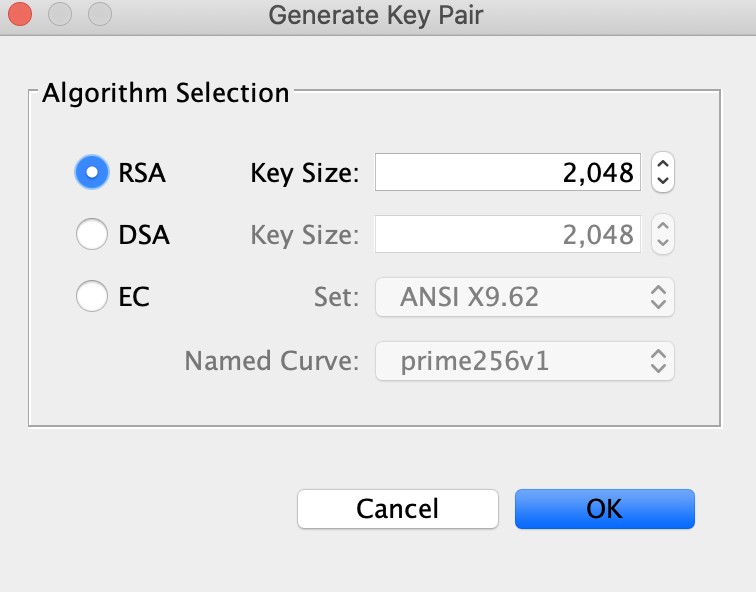 Generate Key Pair
Algorithm Selection
RSA Key Size: 2,048
DSA Key Size: 2,048
EC Set: ANSI X9.62
Named Curve: prime256v1
Cancel OK